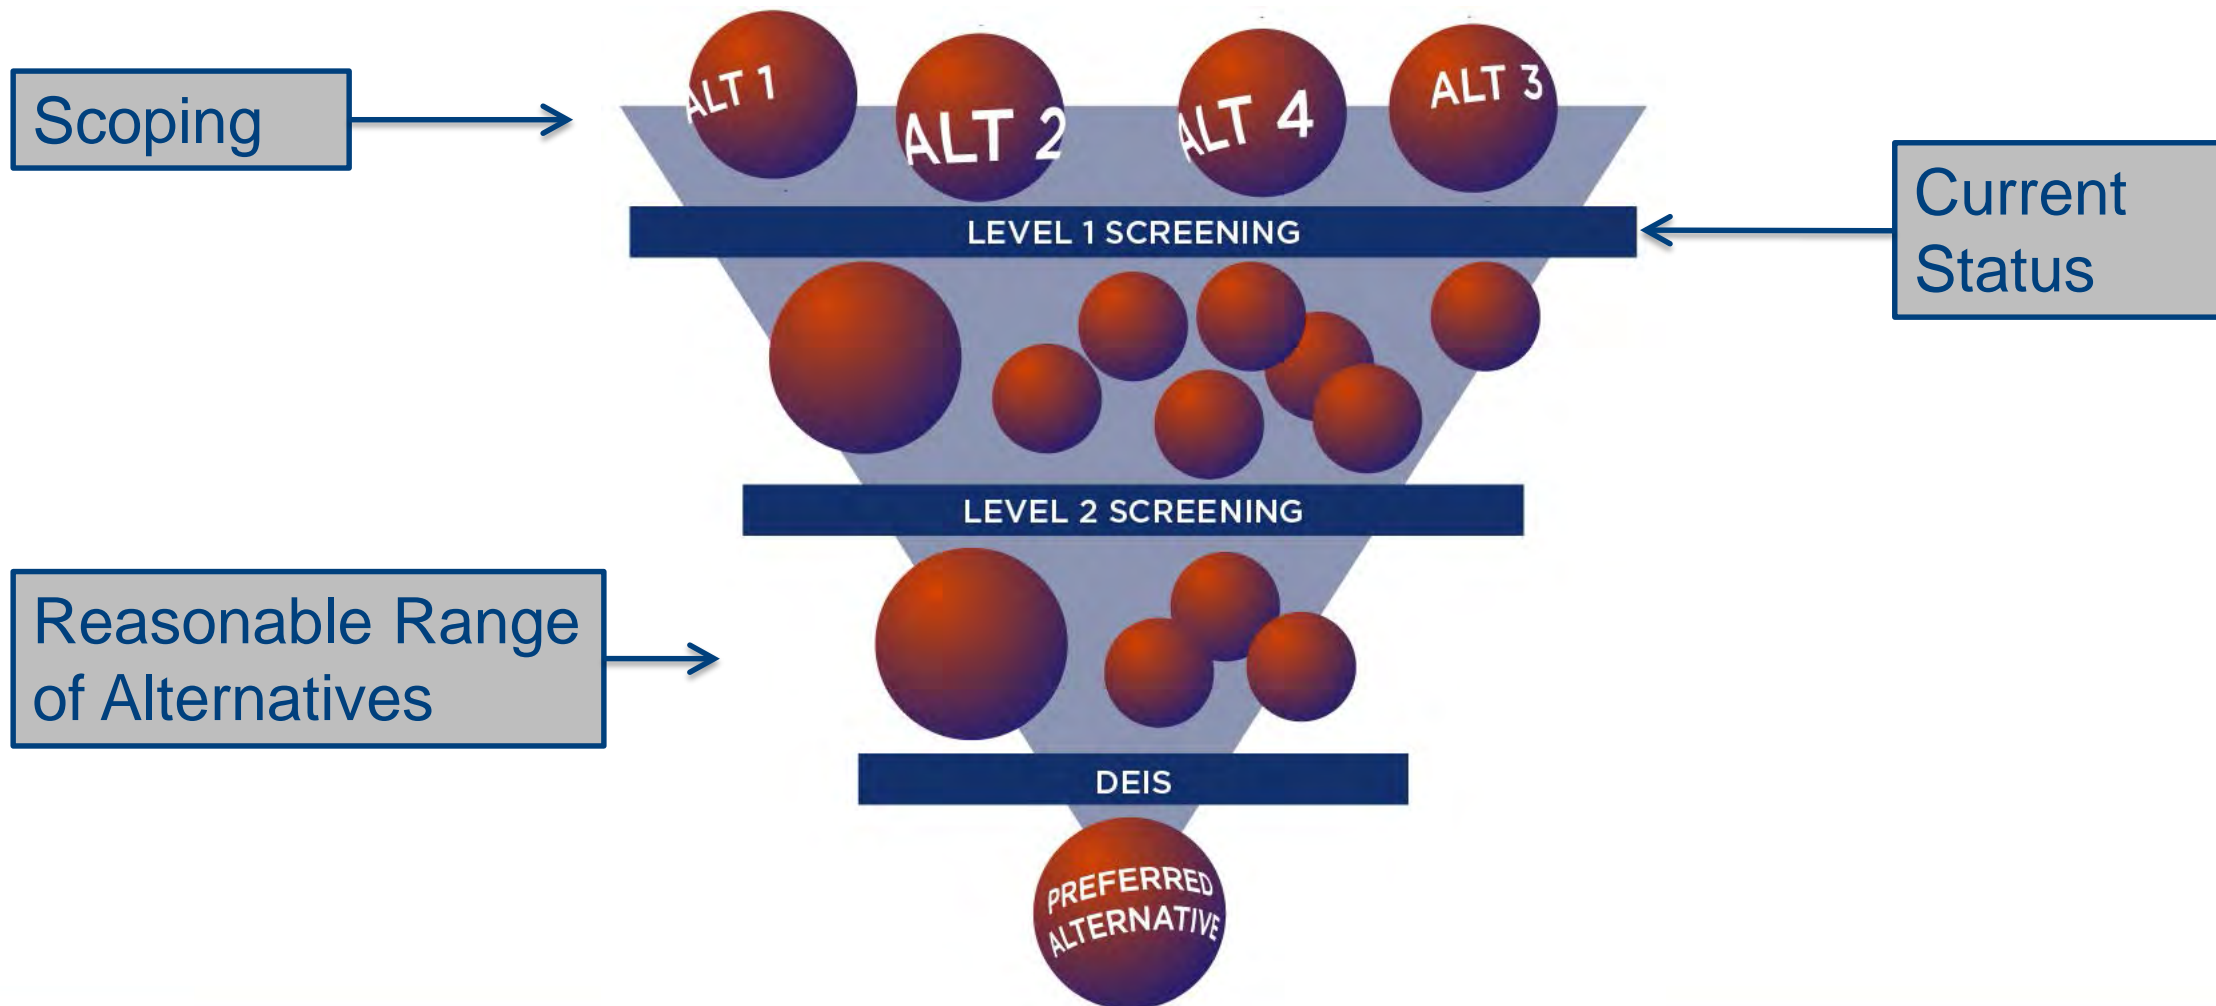 Scoping
ALT 1
ALT 2
ALT 4
ALT 3
LEVEL 1 SCREENING
Current
Status
LEVEL 2 SCREENING
Reasonable Range
of Alternatives
DEIS
PREFERRED
ALTERNATIVE